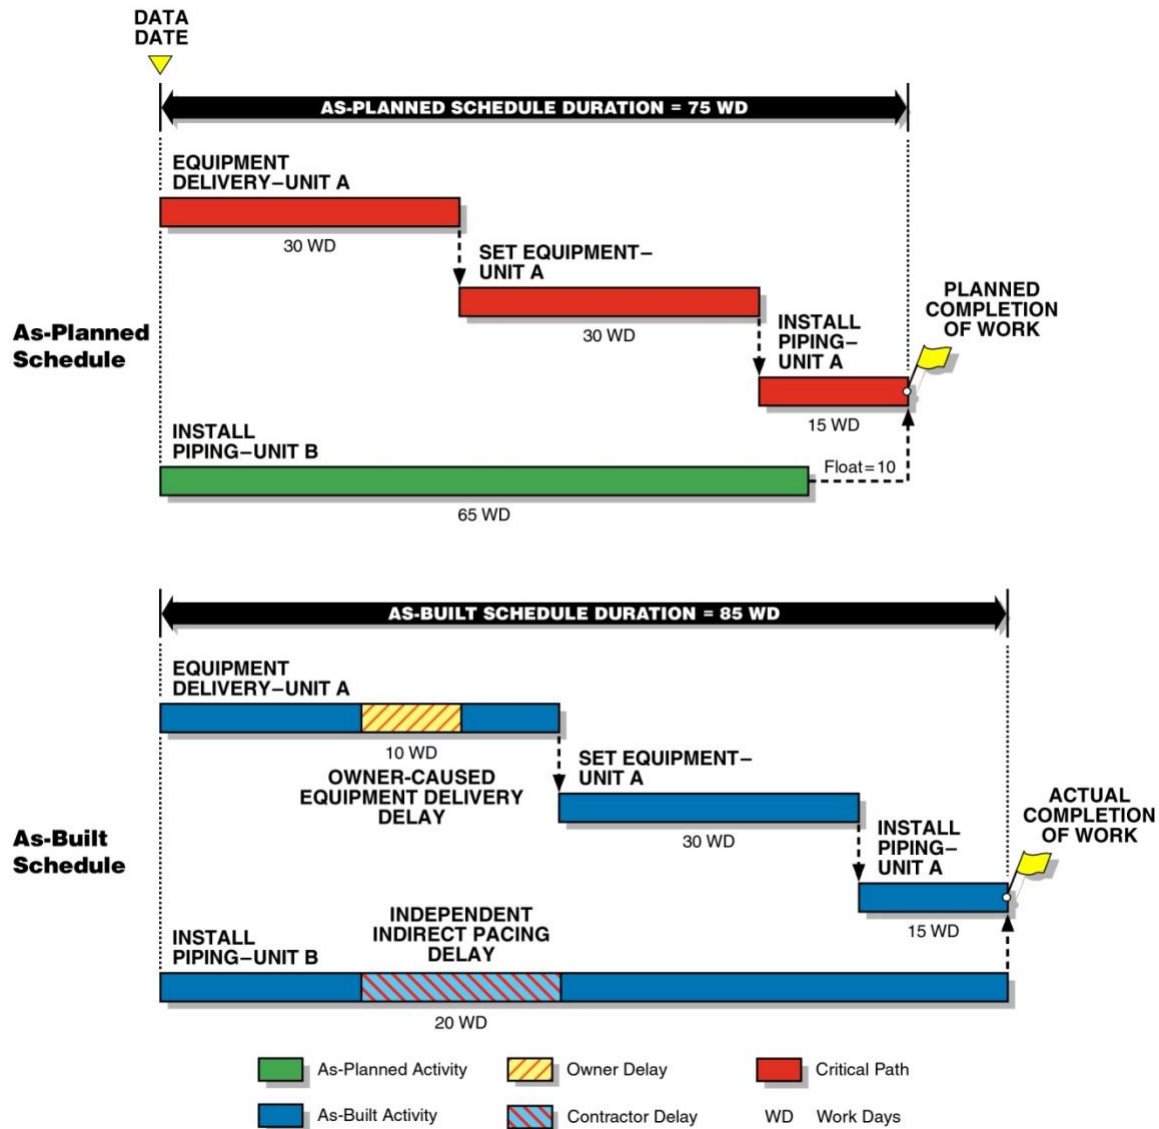 DATA
DATE
AS-PLANNED SCHEDULE DURATION = 75 WD
EQUIPMENT
DELIVERY–UNIT A
30 WD
SET EQUIPMENT–
UNIT A
30 WD
INSTALL
PIPING–
UNIT A
15 WD
PLANNED
COMPLETION
OF WORK
As-Planned
Schedule
INSTALL
PIPING–UNIT B
Float=10
65 WD
AS-BUILT SCHEDULE DURATION = 85 WD
EQUIPMENT
DELIVERY–UNIT A
10 WD
OWNER-CAUSED
EQUIPMENT DELIVERY
DELAY
SET EQUIPMENT–
UNIT A
30 WD
INSTALL
PIPING–
UNIT A
15 WD
ACTUAL
COMPLETION
OF WORK
As-Built
Schedule
INDEPENDENT
INDIRECT PACING
DELAY
INSTALL
PIPING–UNIT B
20 WD
As-Planned Activity
Owner Delay
Critical Path
As-Built Activity
Contractor Delay
WD Work Days